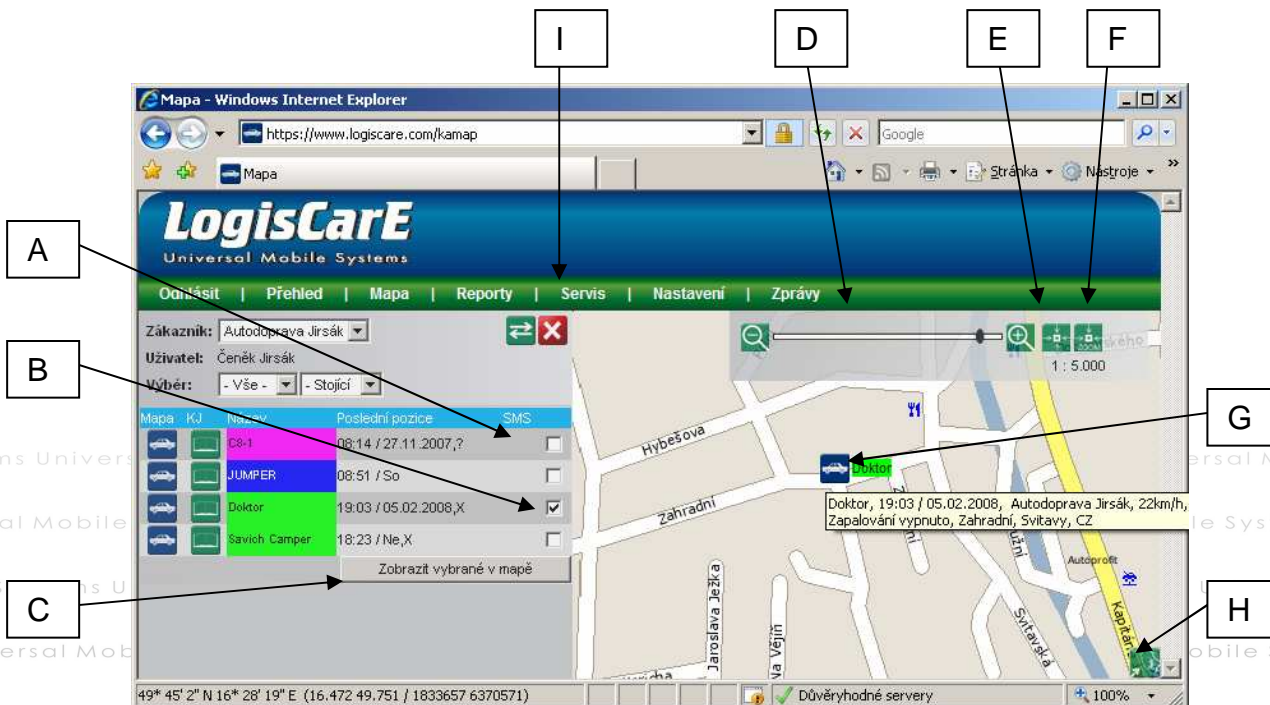 I D E F
Mapa - Windows Internet Explorer
https://www.logiscare.com/kamap
Google
Mapa
Stránka
Nástroje
»
LogisCarE
Universal Mobile Systems
A
Odhlásit | Přehled | Mapa | Reporty | Servis | Nastavení | Zprávy
Zákazník: Autodoprava Jirsák
Uživatel: Čeněk Jirsák
Výběr: - Vše - - Stojící
B
1 : 5.000
ského
Mapa KJ Název Poslední pozice SMS
C8-1 08:14 / 27.11.2007,?
JUMPER 08:51 / So
Doktor 19:03 / 05.02.2008,X
Savich Camper 18:23 / Ne,X
Zobrazit vybrané v mapě
C
Hybešova
G
Doktor
Zahradní
Doktor, 19:03 / 05.02.2008, Autodoprava Jirsák, 22km/h,
Zapalování vypnuto, Zahradní, Svitavy, CZ
Autoprofit
Jaroslava Ježka
Svitavská
Kapitán
H
49* 45' 2" N 16* 28' 19" E (16.472 49.751 / 1833657 6370571)
Důvěryhodné servery
100%